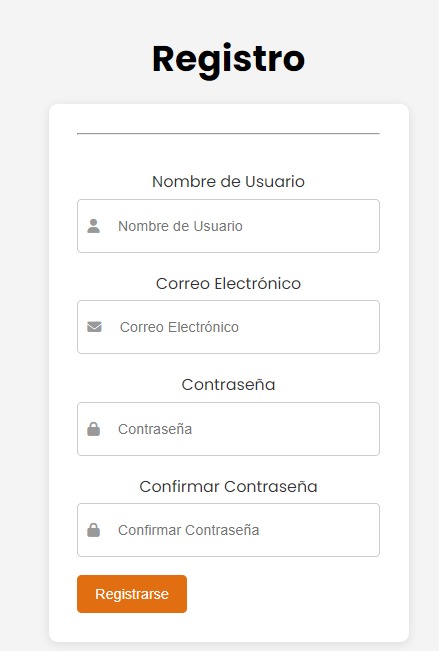 Registro
Nombre de Usuario
Nombre de Usuario
Correo Electrónico
Correo Electrónico
Contraseña
Contraseña
Confirmar Contraseña
Confirmar Contraseña
Registrarse